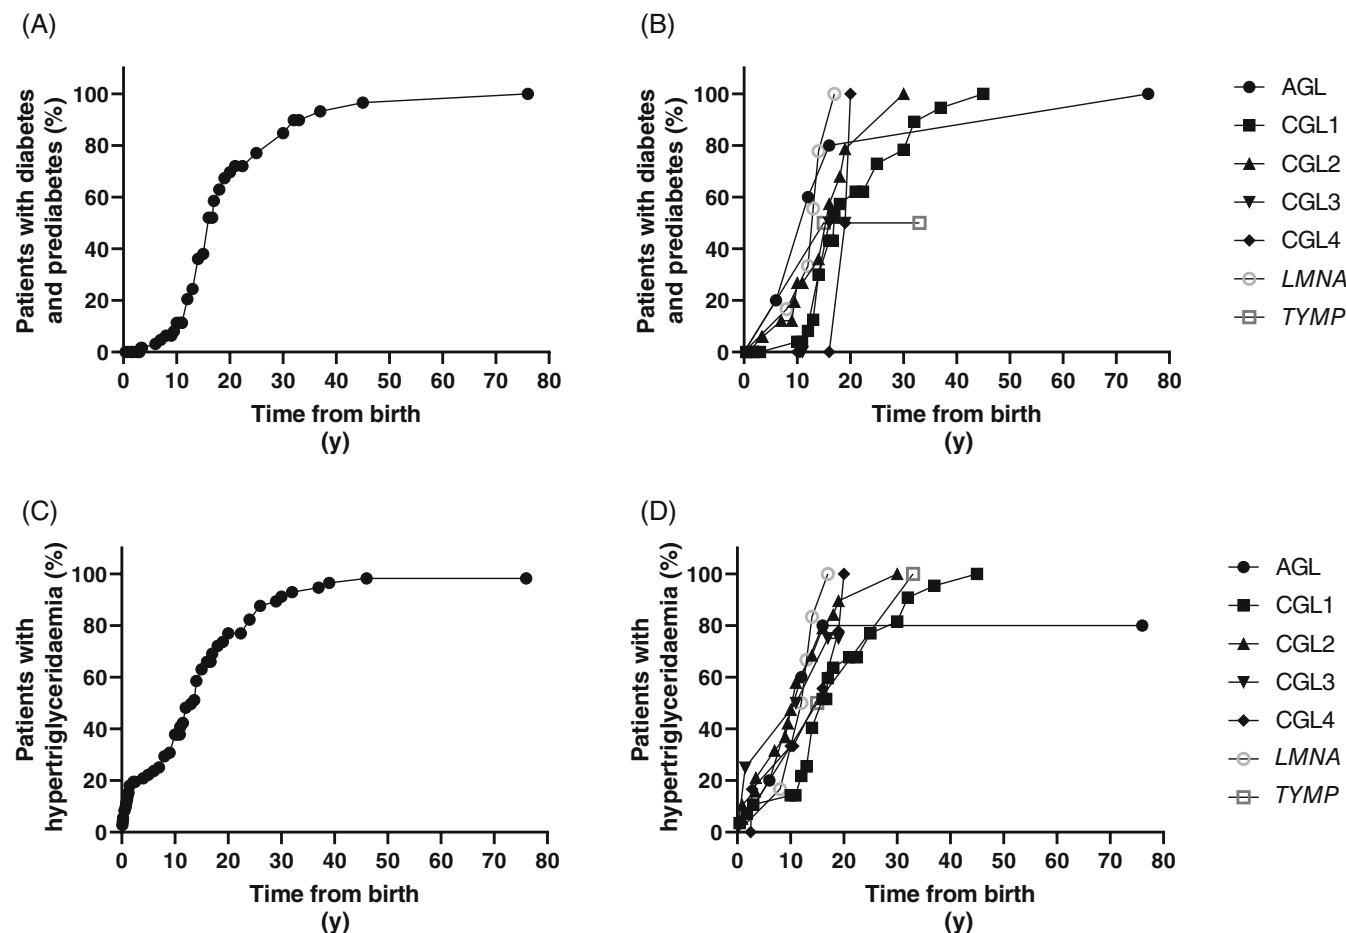 (A)
Patients with diabetes
and prediabetes (%)
100
80
60
40
20
0
0 10 20 30 40 50 60 70 80
Time from birth
(y)
(B)
Patients with diabetes
and prediabetes (%)
100
80
60
40
20
0
0 10 20 30 40 50 60 70 80
Time from birth
(y)
AGL
CGL1
CGL2
CGL3
CGL4
LMNA
TYMP
(C)
Patients with
hypertriglyceridaemia (%)
100
80
60
40
20
0
0 10 20 30 40 50 60 70 80
Time from birth
(y)
(D)
Patients with
hypertriglyceridaemia (%)
100
80
60
40
20
0
0 10 20 30 40 50 60 70 80
Time from birth
(y)
AGL
CGL1
CGL2
CGL3
CGL4
LMNA
TYMP